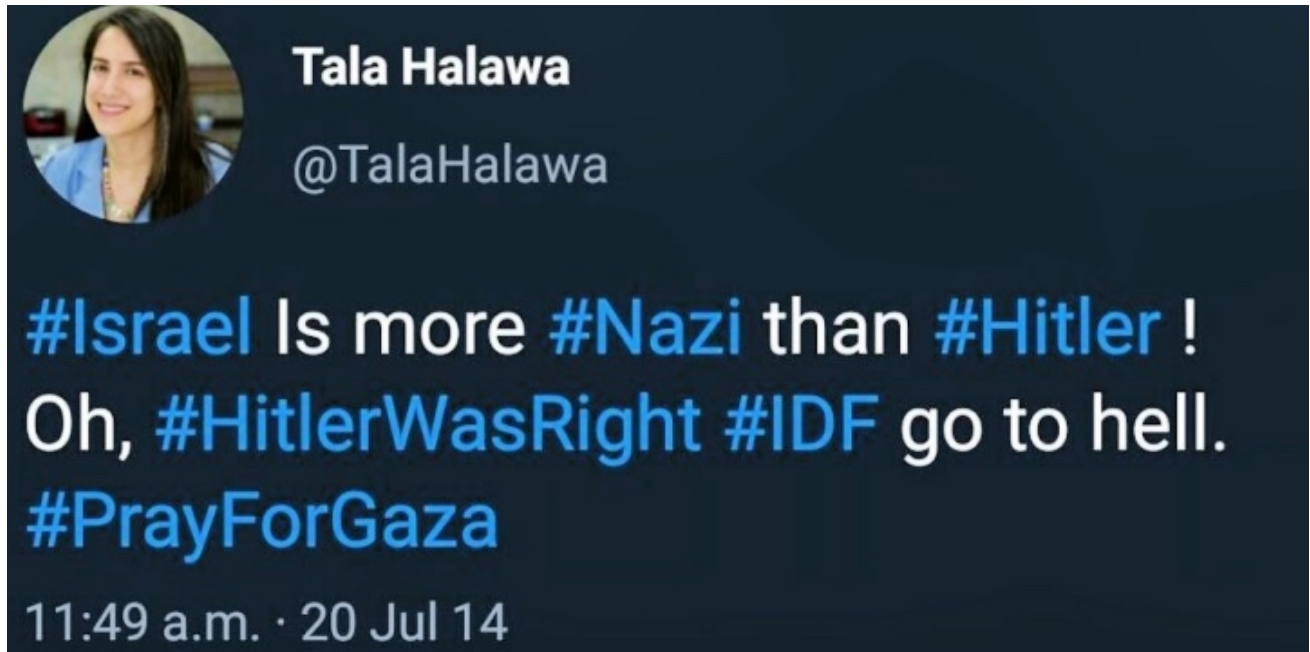 Tala Halawa
@TalaHalawa
#Israel Is more #Nazi than #Hitler !
Oh, #HitlerWasRight #IDF go to hell.
#PrayForGaza
11:49 a.m. · 20 Jul 14